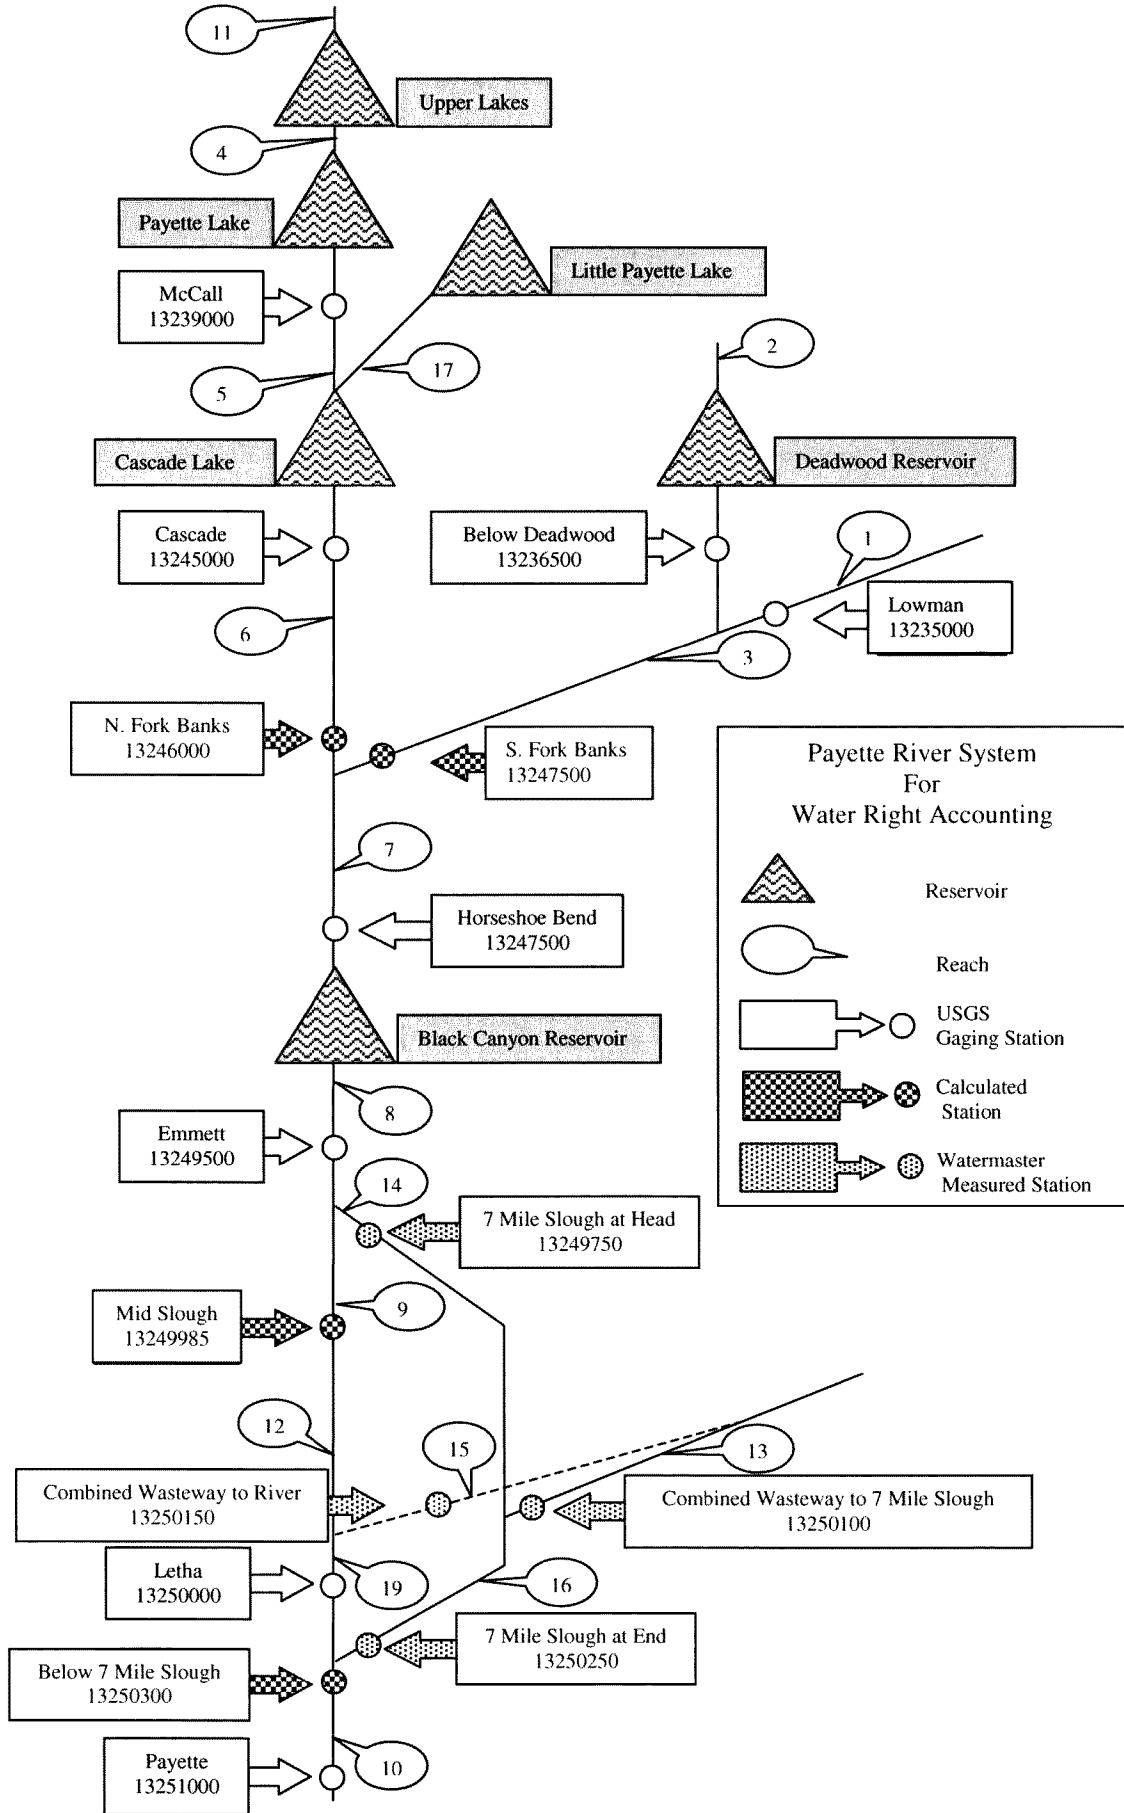 11
Upper Lakes
4
Payette Lake
Little Payette Lake
McCall
13239000
2
17
5
Cascade Lake
Deadwood Reservoir
Cascade
13245000
Below Deadwood
13236500
1
Lowman
13235000
6
3
N. Fork Banks
13246000
S. Fork Banks
13247500
Payette River System
For
Water Right Accounting
7
Reservoir
Horseshoe Bend
13247500
Reach
USGS
Gaging Station
Black Canyon Reservoir
8
Calculated
Station
Emmett
13249500
Watermaster
Measured Station
14
7 Mile Slough at Head
13249750
9
Mid Slough
13249985
12
15
13
Combined Wasteway to River
13250150
Combined Wasteway to 7 Mile Slough
13250100
Letha
13250000
19
16
7 Mile Slough at End
13250250
Below 7 Mile Slough
13250300
10
Payette
13251000